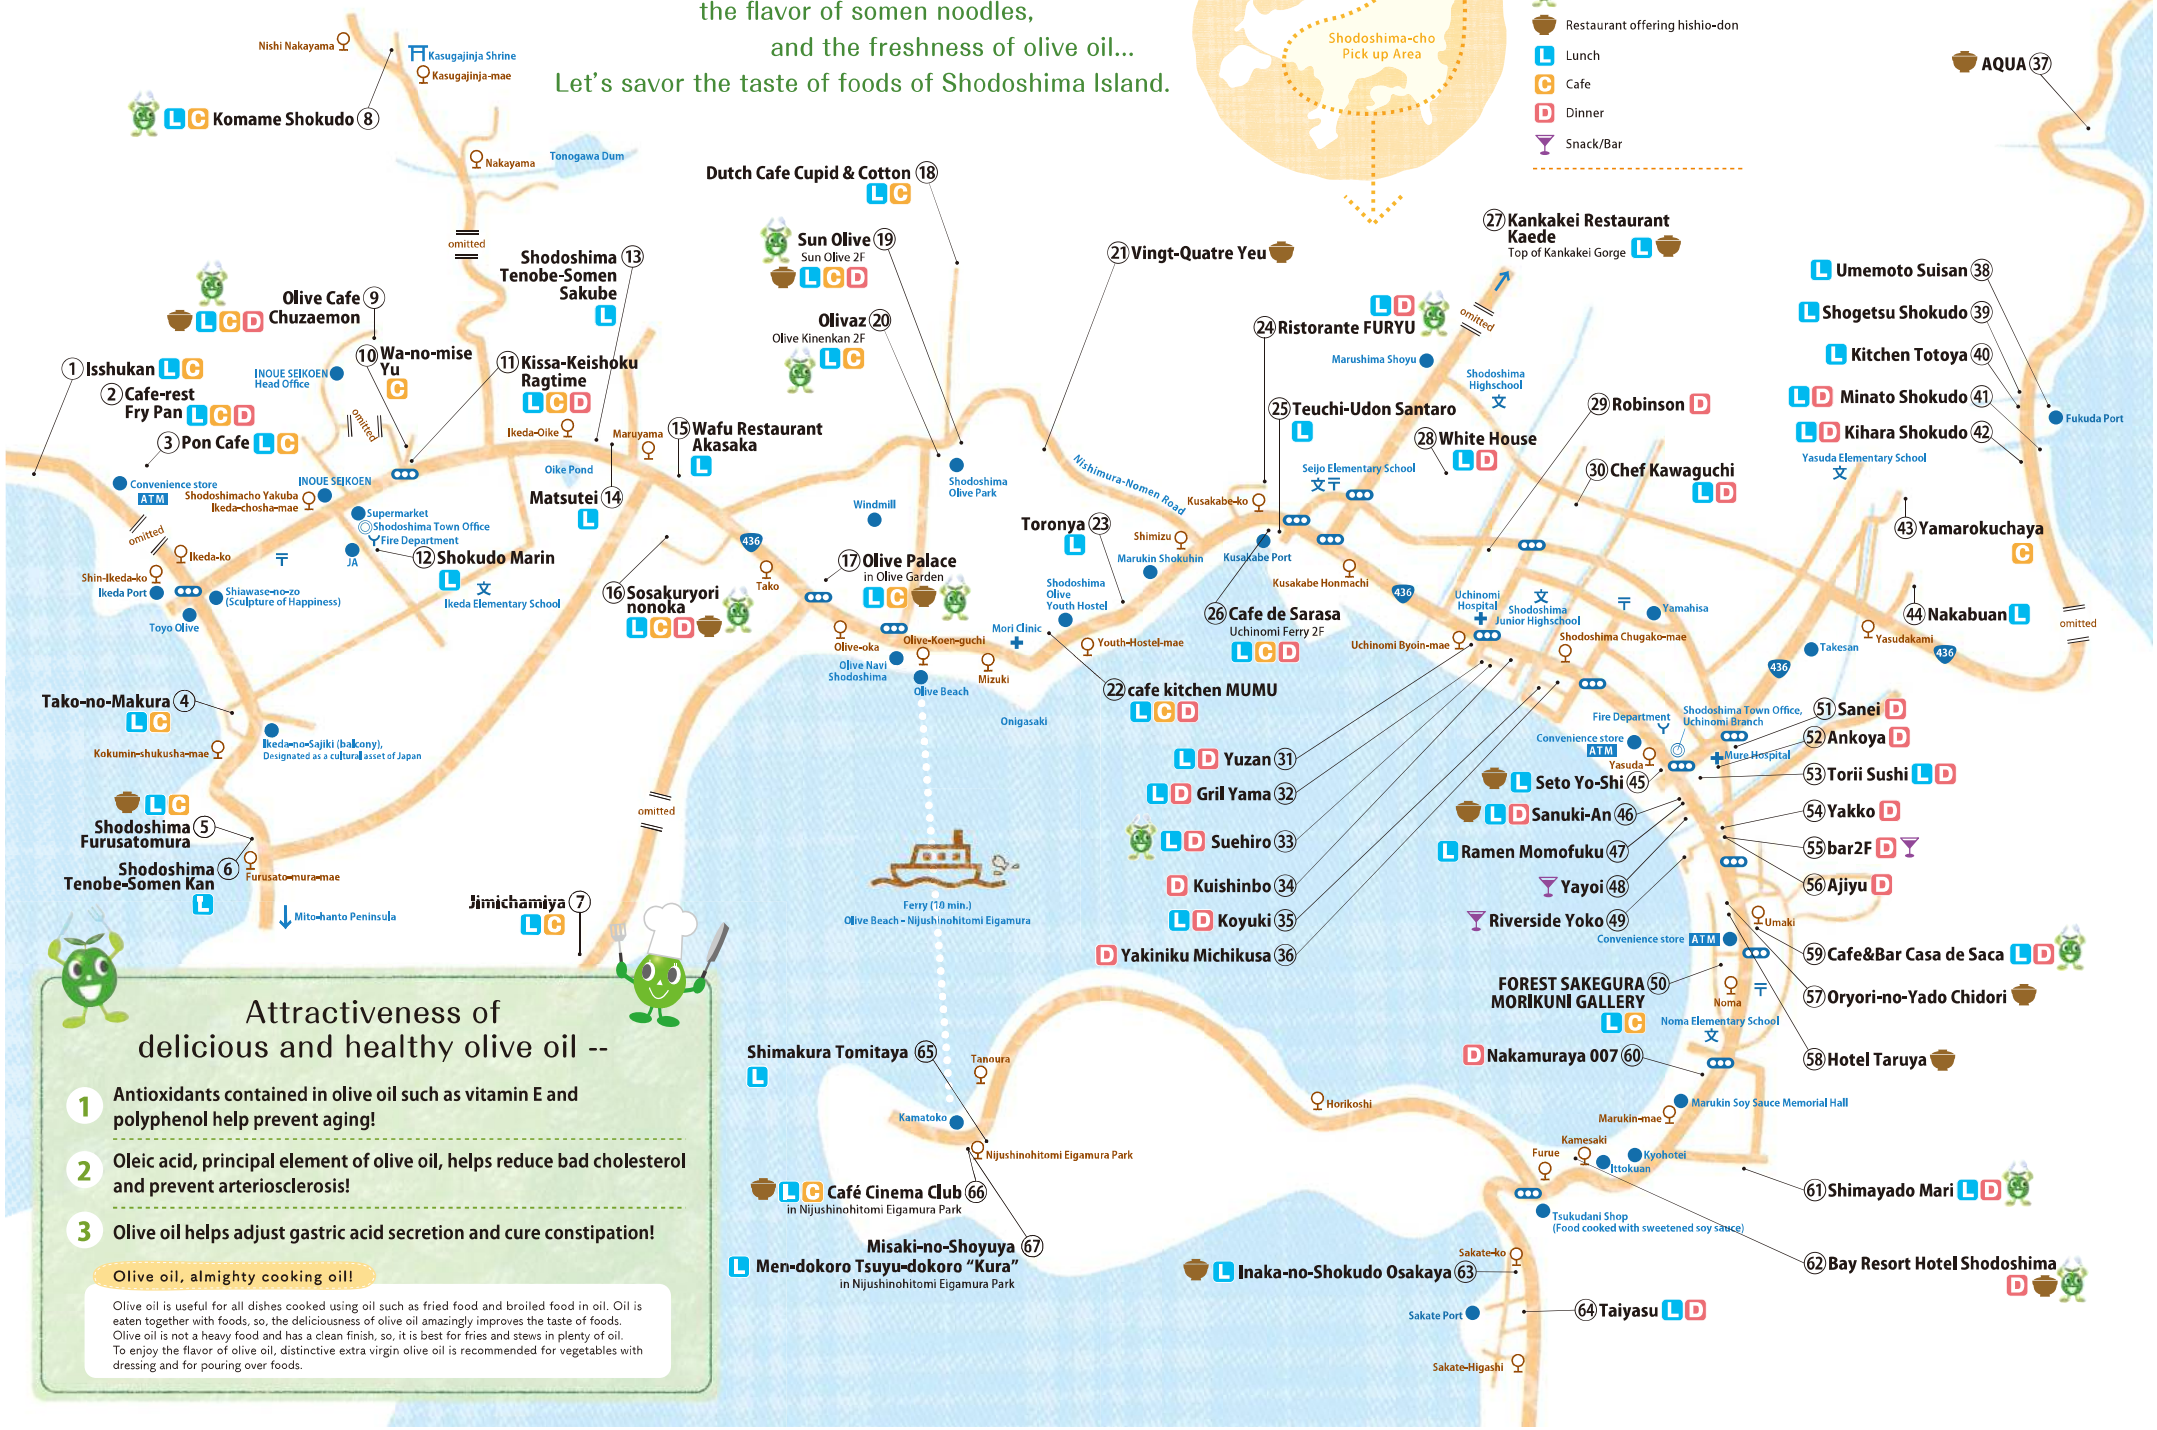 the flavor of somen noodles,
and the freshness of olive oil...
Let's savor the taste of foods of Shodoshima Island.
Shodoshima-cho
Pick up Area
Restaurant offering hishio-don
L Lunch
C Cafe
D Dinner
Snack/Bar
Nishi Nakayama
Kasugajinja Shrine
Kasugajinja-mae
L C Komame Shokudo 8
Nakayama
Tonogawa Dum
omitted
AQUA 37
Dutch Cafe Cupid & Cotton 18
L C
Sun Olive 19
Sun Olive 2F
L C D
Olivaz 20
Olive Kinenkan 2F
L C
21 Vingt-Quatre Yeu
27 Kankakei Restaurant
Kaede
Top of Kankakei Gorge L
omitted
L D
24 Ristorante FURYU
Marushima Shoyu
Shodoshima
Highschool
文
Shodoshima 13
Tenobe-Somen
Sakube
L
Olive Cafe 9
Chuzaemon
L C D
10 Wa-no-mise
Yu
C
11 Kissa-Keishoku
Ragtime
L C D
1 Isshukan L C
2 Cafe-rest
Fry Pan L C D
3 Pon Cafe L C
INOUE SEIKOEN
Head Office
omitted
Ikeda-Oike
Maruyama
15 Wafu Restaurant
Akasaka
L
Oike Pond
Matsutei 14
L
Convenience store
ATM
Shodoshimacho Yakuba
Ikeda-chosha-mae
INOUE SEIKOEN
Supermarket
Shodoshima Town Office
Fire Department
JA
12 Shokudo Marin
L
文
Ikeda Elementary School
omitted
Ikeda-ko
Shin-Ikeda-ko
Ikeda Port
Shiawase-no-zo
(Sculpture of Happiness)
Toyo Olive
16 Sosakuryori
nonoka
L C D
436
Tako
Windmill
Shodoshima
Olive Park
17 Olive Palace
in Olive Garden
L C
Olive-oka
Olive-Koen-guchi
Olive Navi
Shodoshima
Olive Beach
Mizuki
Mori Clinic
Onigasaki
Nishimura-Nomen Road
Toronya 23
L
Shimizu
Marukin Shokuhin
Shodoshima
Olive
Youth Hostel
Youth-Hostel-mae
22 cafe kitchen MUMU
L C D
Kusakabe-ko
Kusakabe Port
25 Teuchi-Udon Santaro
L
Seijo Elementary School
文
28 White House
L D
29 Robinson D
30 Chef Kawaguchi
L D
Kusakabe Honmachi
26 Cafe de Sarasa
Uchinomi Ferry 2F
L C D
436
Uchinomi
Hospital
文
Shodoshima
Junior Highschool
Uchinomi Byoin-mae
Shodoshima Chugako-mae
Yamahisa
L Umemoto Suisan 38
L Shogetsu Shokudo 39
L Kitchen Totoya 40
L D Minato Shokudo 41
L D Kihara Shokudo 42
Fukuda Port
Yasuda Elementary School
文
43 Yamarokuchaya
C
44 Nakabuan L
omitted
Takesan
Yasudakami
436
436
Tako-no-Makura 4
L C
Kokumin-shukusha-mae
Ikeda-no-Sajiki (balcony),
Designated as a cultural asset of Japan
L C
Shodoshima 5
Furusatomura
Shodoshima 6
Tenobe-Somen Kan
L
Furusato-mura-mae
Mito-hanto Peninsula
omitted
Jimichamiya 7
L C
Ferry (10 min.)
Olive Beach - Nijushinohitomi Eigamura
L D Yuzan 31
L D Gril Yama 32
L D Suehiro 33
D Kuishinbo 34
L D Koyuki 35
D Yakiniku Michikusa 36
Fire Department
Shodoshima Town Office,
Uchinomi Branch
Convenience store
ATM
Yasuda
Mure Hospital
L Seto Yo-Shi 45
L D Sanuki-An 46
L Ramen Momofuku 47
Yayoi 48
Riverside Yoko 49
Convenience store ATM
51 Sanei D
52 Ankoya D
53 Torii Sushi L D
54 Yakko D
55 bar2F D
56 Ajiyu D
Umaki
59 Cafe&Bar Casa de Saca L D
57 Oryori-no-Yado Chidori
58 Hotel Taruya
FOREST SAKEGURA 50
MORIKUNI GALLERY
L C
Noma
Noma Elementary School
文
D Nakamuraya 007 60
Marukin Soy Sauce Memorial Hall
Marukin-mae
Kamesaki
Furue
Ittokuan
Kyohotei
Tsukudani Shop
(Food cooked with sweetened soy sauce)
61 Shimayado Mari L D
62 Bay Resort Hotel Shodoshima
D
Sakate-ko
L Inaka-no-Shokudo Osakaya 63
Sakate Port
64 Taiyasu L D
Sakate-Higashi
Horikoshi
Shimakura Tomitaya 65
L
Tanoura
Kamatoko
Nijushinohitomi Eigamura Park
L C Café Cinema Club 66
in Nijushinohitomi Eigamura Park
Misaki-no-Shoyuya 67
L Men-dokoro Tsuyu-dokoro “Kura”
in Nijushinohitomi Eigamura Park
Attractiveness of
delicious and healthy olive oil --
1 Antioxidants contained in olive oil such as vitamin E and
polyphenol help prevent aging!
2 Oleic acid, principal element of olive oil, helps reduce bad cholesterol
and prevent arteriosclerosis!
3 Olive oil helps adjust gastric acid secretion and cure constipation!
Olive oil, almighty cooking oil!
Olive oil is useful for all dishes cooked using oil such as fried food and broiled food in oil. Oil is
eaten together with foods, so, the deliciousness of olive oil amazingly improves the taste of foods.
Olive oil is not a heavy food and has a clean finish, so, it is best for fries and stews in plenty of oil.
To enjoy the flavor of olive oil, distinctive extra virgin olive oil is recommended for vegetables with
dressing and for pouring over foods.